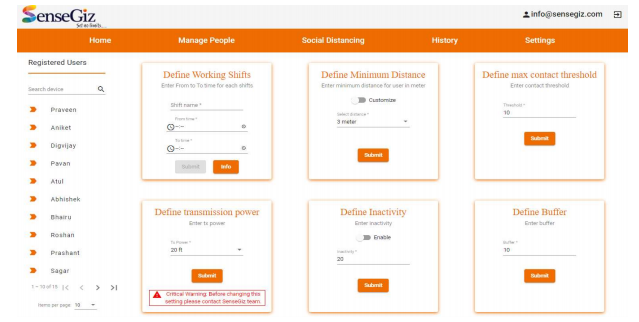 SenseGiz
info@sensegiz.com
Home Manage People Social Distancing History Settings
Registered Users
Search device
Praveen
Aniket
Digvijay
Pavan
Atul
Abhishek
Bhairu
Roshan
Prashant
Sagar
1 – 10 of 15 |< < > >|
Items per page 10
Define Working Shifts
Enter From to To time for each shifts
Shift name *
From time *
--:--
To time *
--:--
Submit Info
Define Minimum Distance
Enter minimum distance for user in meter
Customize
Select distance *
3 meter
Submit
Define max contact threshold
Enter contact threshold
Threshold *
10
Submit
Define transmission power
Enter tx power
Tx Power *
20 ft
Submit
Critical Warning: Before changing this
setting please contact SenseGiz team.
Define Inactivity
Enter inactivity
Enable
Inactivity *
20
Submit
Define Buffer
Enter buffer
Buffer *
10
Submit